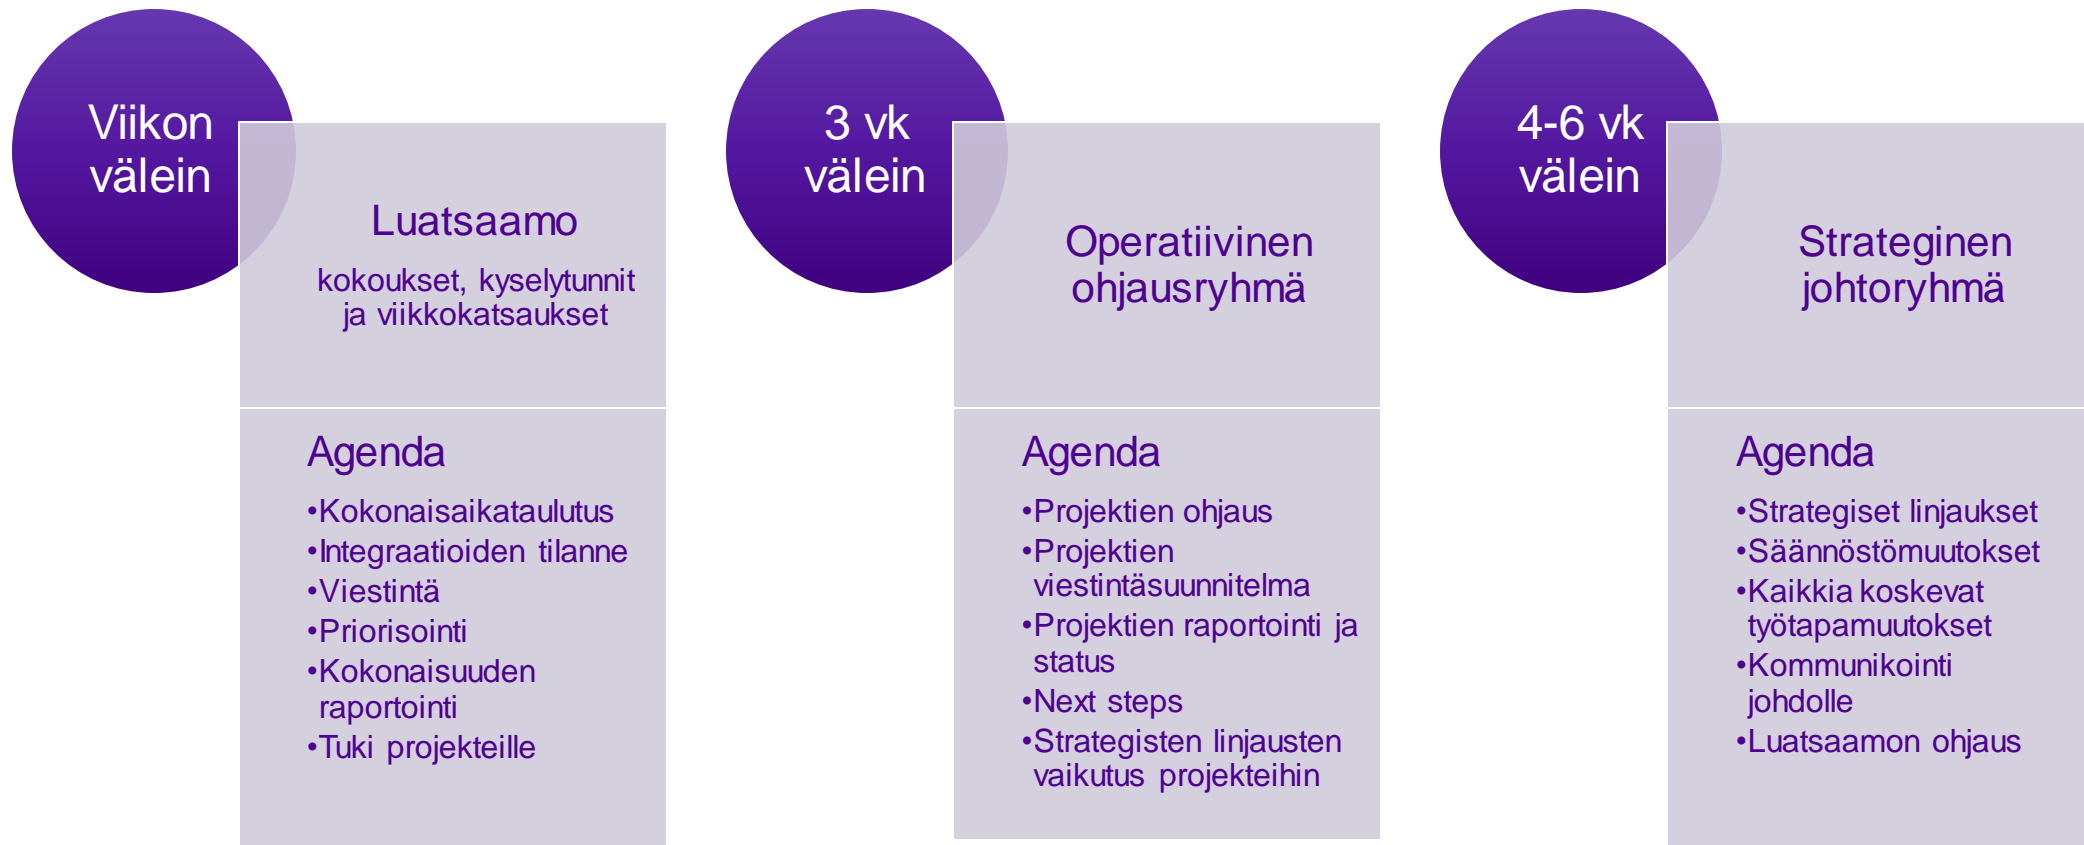 Viikon
välein
Luatsaamo
kokoukset, kyselytunnit
ja viikkokatsaukset
Agenda
•Kokonaisaikataulutus
•Integraatioiden tilanne
•Viestintä
•Priorisointi
•Kokonaisuuden
raportointi
•Tuki projekteille
3 vk
välein
Operatiivinen
ohjausryhmä
Agenda
•Projektien ohjaus
•Projektien
viestintäsuunnitelma
•Projektien raportointi ja
status
•Next steps
•Strategisten linjausten
vaikutus projekteihin
4-6 vk
välein
Strateginen
johtoryhmä
Agenda
•Strategiset linjaukset
•Säännöstömuutokset
•Kaikkia koskevat
työtapamuutokset
•Kommunikointi
johdolle
•Luatsaamon ohjaus